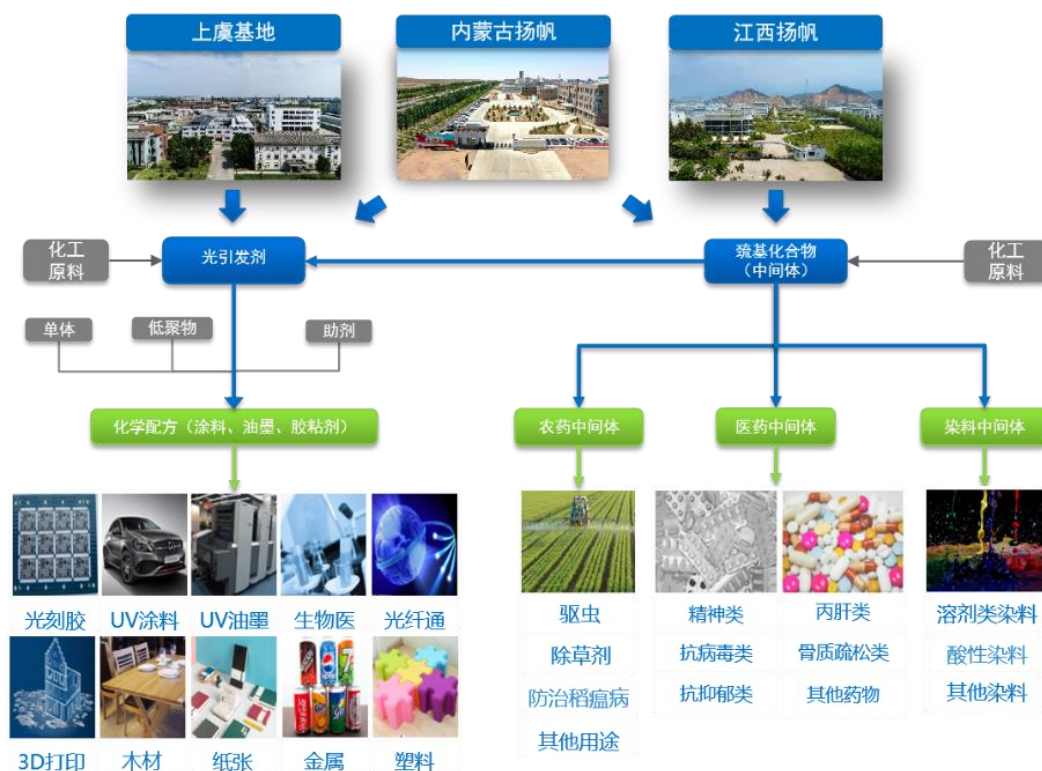 上虞基地
内蒙古扬帆
江西扬帆
化工
原料
光引发剂
巯基化合物
（中间体）
化工
原料
单体
低聚物
助剂
化学配方（涂料、油墨、胶粘剂）
农药中间体
医药中间体
染料中间体
光刻胶
UV涂料
UV油墨
生物医
光纤通
驱虫
精神类
丙肝类
溶剂类染料
除草剂
抗病毒类
骨质疏松类
酸性染料
防治稻瘟病
抗抑郁类
其他药物
其他染料
其他用途
3D打印
木材
纸张
金属
塑料